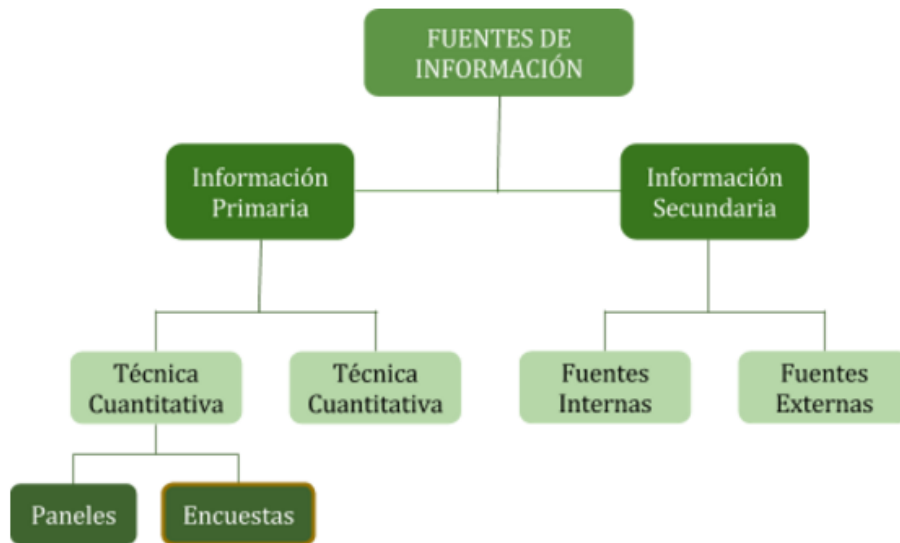 FUENTES DE
INFORMACIÓN
Información
Primaria
Información
Secundaria
Técnica
Cuantitativa
Técnica
Cuantitativa
Fuentes
Internas
Fuentes
Externas
Paneles
Encuestas